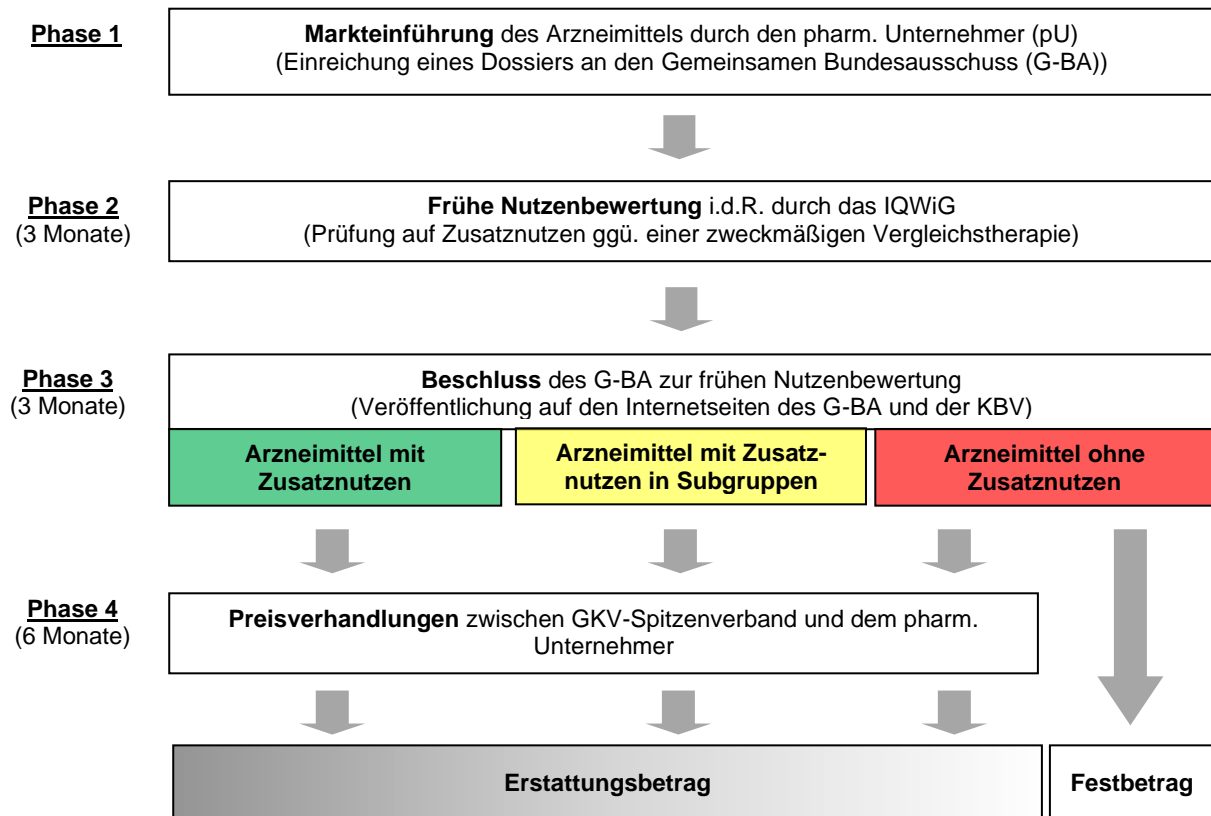 Phase 1
Markteinführung des Arzneimittels durch den pharm. Unternehmer (pU)
(Einreichung eines Dossiers an den Gemeinsamen Bundesausschuss (G-BA))
Phase 2
(3 Monate)
Frühe Nutzenbewertung i.d.R. durch das IQWiG
(Prüfung auf Zusatznutzen ggü. einer zweckmäßigen Vergleichstherapie)
Phase 3
(3 Monate)
Beschluss des G-BA zur frühen Nutzenbewertung
(Veröffentlichung auf den Internetseiten des G-BA und der KBV)
Arzneimittel mit
Zusatznutzen
Arzneimittel mit Zusatz-
nutzen in Subgruppen
Arzneimittel ohne
Zusatznutzen
Phase 4
(6 Monate)
Preisverhandlungen zwischen GKV-Spitzenverband und dem pharm.
Unternehmer
Erstattungsbetrag
Festbetrag